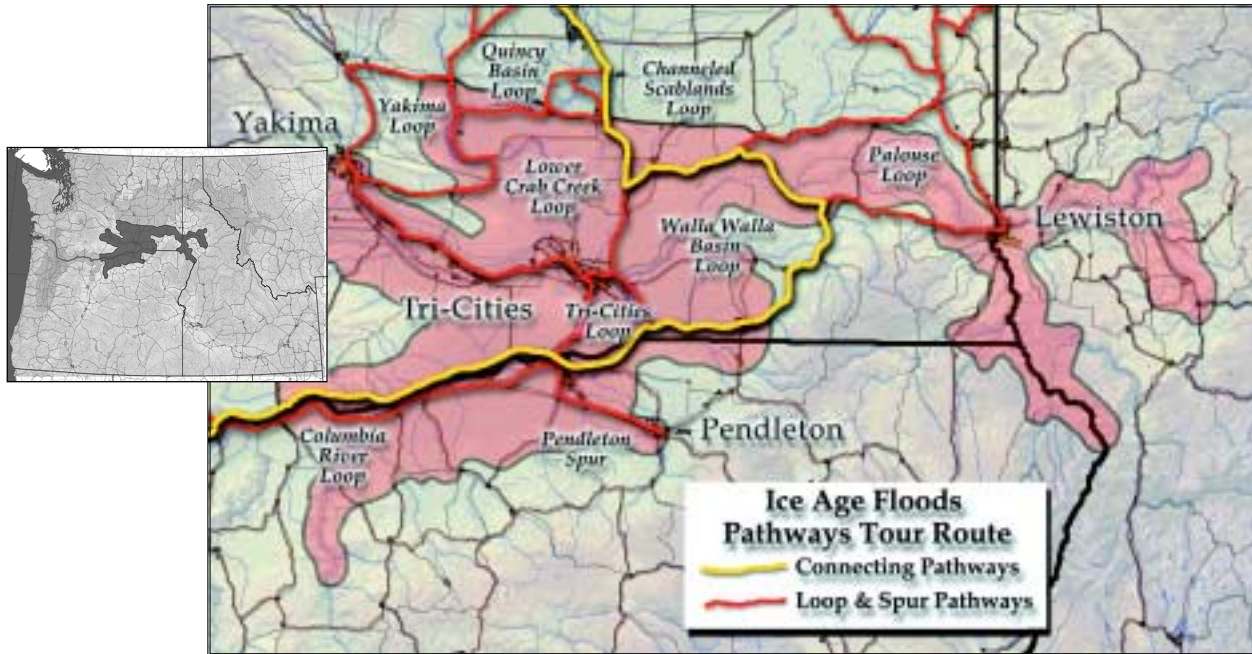 Quincy
Basin
Loop
Channeled
Scablands
Loop
Yakima
Yakima
Loop
Lower
Crab Creek
Loop
Palouse
Loop
Lewiston
Walla Walla
Basin
Loop
Tri-Cities
Tri-Cities
Loop
Columbia
River
Loop
Pendleton
Spur
Pendleton
Ice Age Floods
Pathways Tour Route
Connecting Pathways
Loop & Spur Pathways